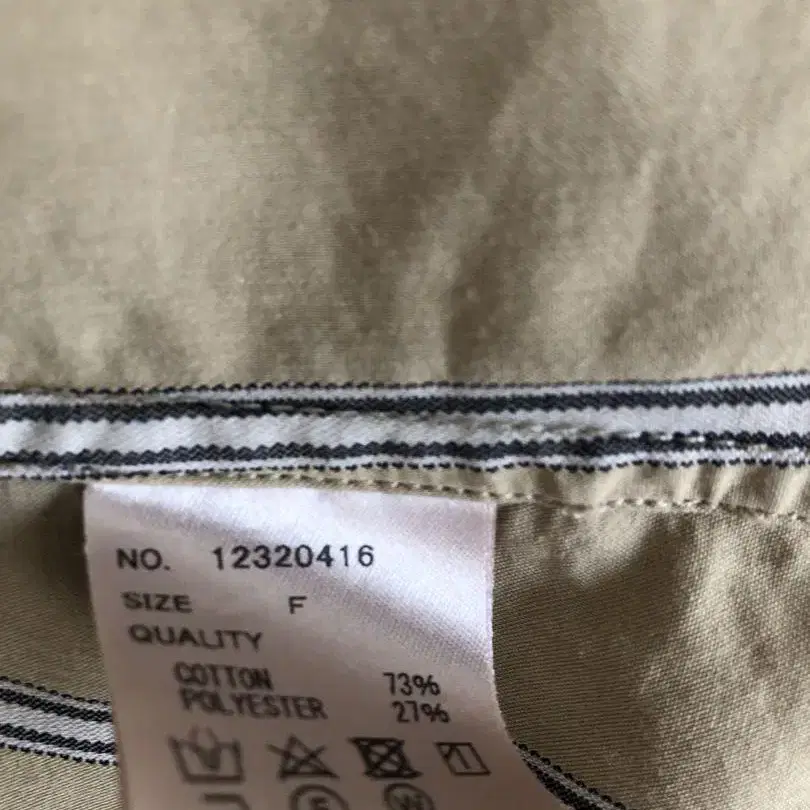 NO. 12320416
SIZE F
QUALITY
COTTON 73%
POLYESTER 27%